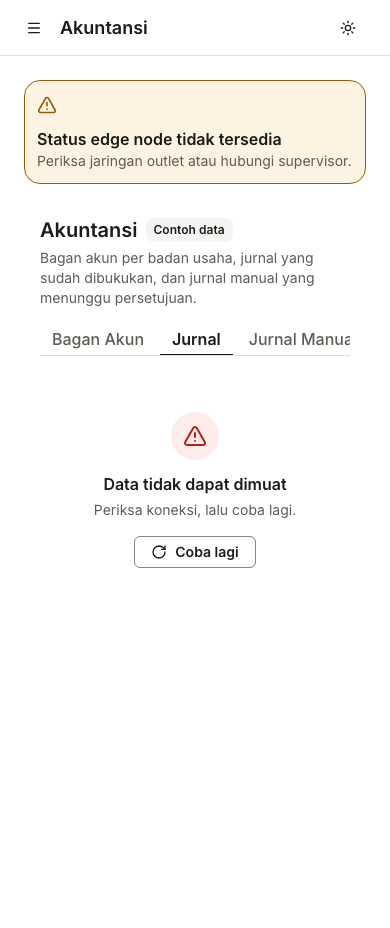 Akuntansi
Status edge node tidak tersedia
Periksa jaringan outlet atau hubungi supervisor.
Akuntansi Contoh data
Bagan akun per badan usaha, jurnal yang
sudah dibukukan, dan jurnal manual yang
menunggu persetujuan.
Bagan Akun Jurnal Jurnal Manua
Data tidak dapat dimuat
Periksa koneksi, lalu coba lagi.
Coba lagi